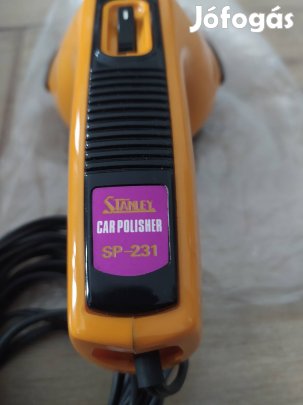 Jófogás
STANLEY
CAR POLISHER
SP-231